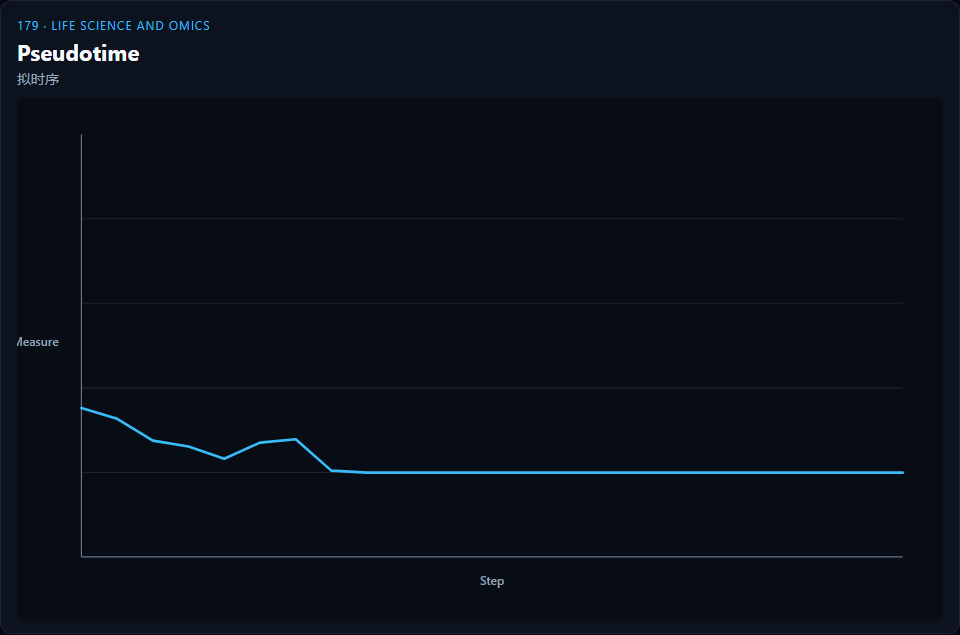 179 · LIFE SCIENCE AND OMICS
Pseudotime
拟时序
Measure
Step